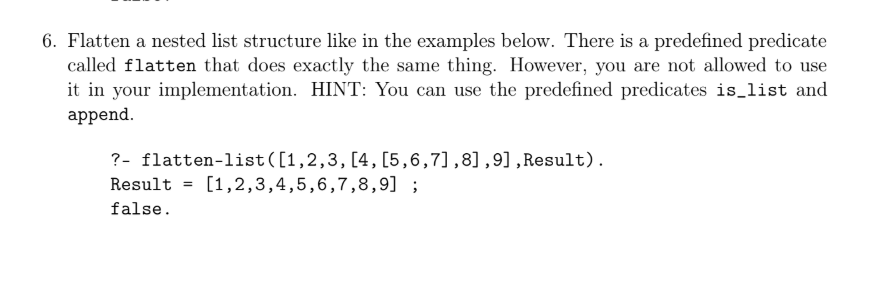 6. Flatten a nested list structure like in the examples below. There is a predefined predicate
called flatten that does exactly the same thing. However, you are not allowed to use
it in your implementation. HINT: You can use the predefined predicates is_list and
append.
?- flatten-list([1,2,3,[4,[5,6,7],8],9],Result).
Result = [1,2,3,4,5,6,7,8,9] ;
false.